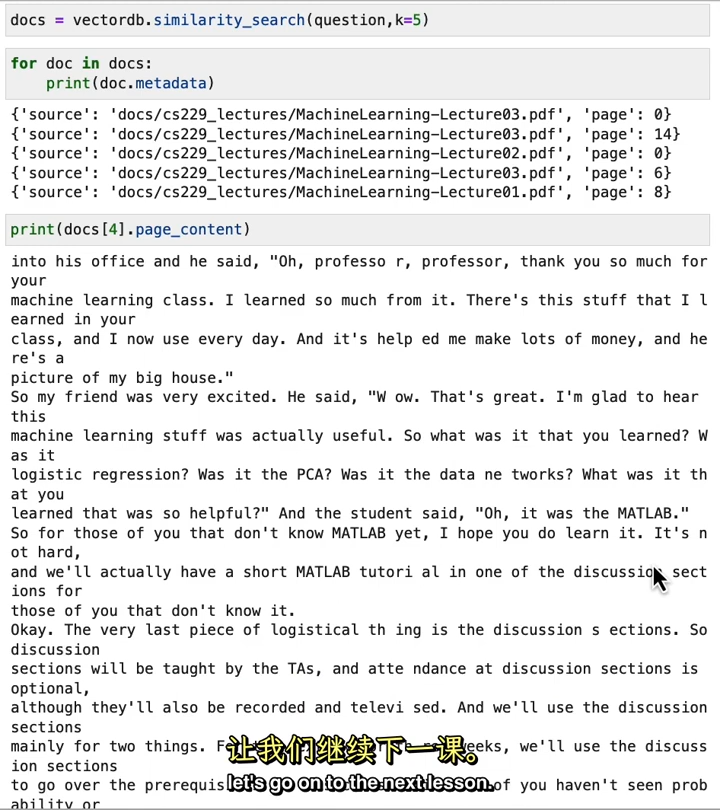 docs = vectordb.similarity_search(question,k=5)
for doc in docs:
    print(doc.metadata)
{'source': 'docs/cs229_lectures/MachineLearning-Lecture03.pdf', 'page': 0}
{'source': 'docs/cs229_lectures/MachineLearning-Lecture03.pdf', 'page': 14}
{'source': 'docs/cs229_lectures/MachineLearning-Lecture02.pdf', 'page': 0}
{'source': 'docs/cs229_lectures/MachineLearning-Lecture03.pdf', 'page': 6}
{'source': 'docs/cs229_lectures/MachineLearning-Lecture01.pdf', 'page': 8}
print(docs[4].page_content)
into his office and he said, "Oh, professo r, professor, thank you so much for
your
machine learning class. I learned so much from it. There's this stuff that I l
earned in your
class, and I now use every day. And it's help ed me make lots of money, and he
re's a
picture of my big house."
So my friend was very excited. He said, "W ow. That's great. I'm glad to hear
this
machine learning stuff was actually useful. So what was it that you learned? W
as it
logistic regression? Was it the PCA? Was it the data ne tworks? What was it th
at you
learned that was so helpful?" And the student said, "Oh, it was the MATLAB."
So for those of you that don't know MATLAB yet, I hope you do learn it. It's n
ot hard,
and we'll actually have a short MATLAB tutori al in one of the discussion sect
ions for
those of you that don't know it.
Okay. The very last piece of logistical th ing is the discussion s ections. So
discussion
sections will be taught by the TAs, and atte ndance at discussion sections is
optional,
although they'll also be recorded and televi sed. And we'll use the discussion
sections
mainly for two things. eeks, we'll use the discuss
让我们继续下一课。
ion sections
to go over the prerequis of you haven't seen prob
let's go on to the next lesson.
ability or